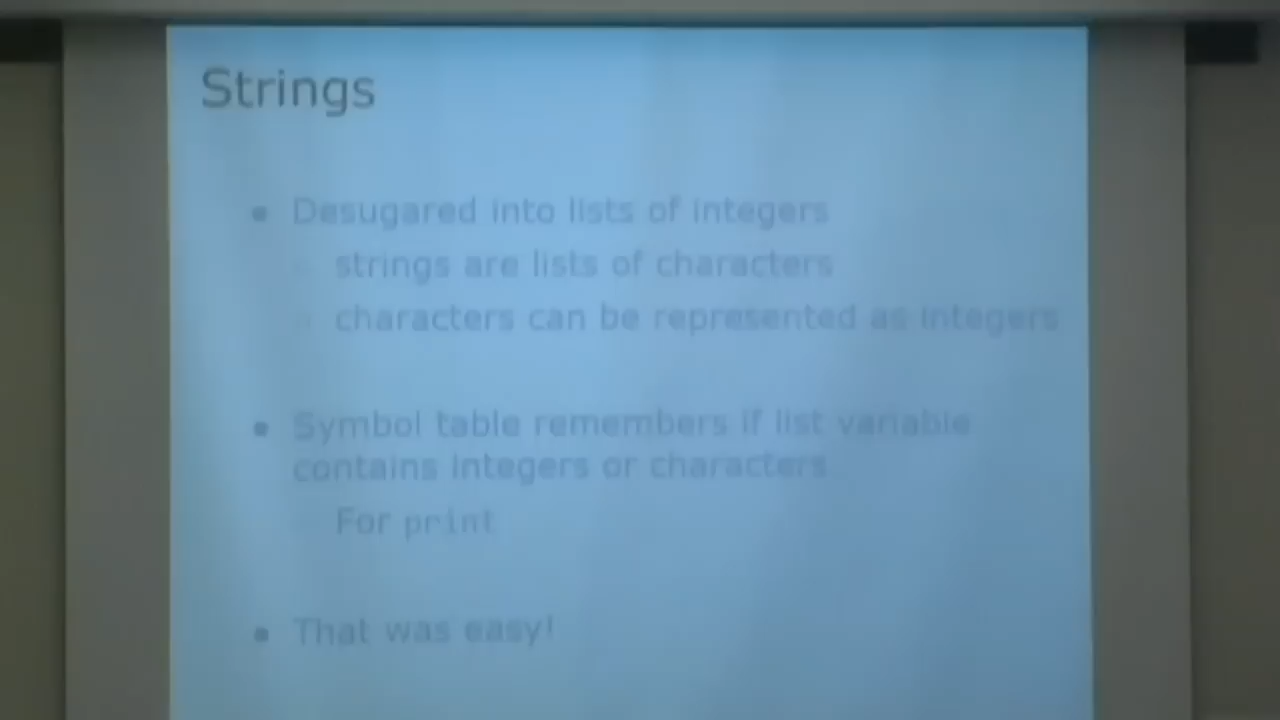 Strings
Desugared into lists of integers
strings are lists of characters
characters can be represented as integers
Symbol table remembers if list variable
contains integers or characters
For print
That was easy!